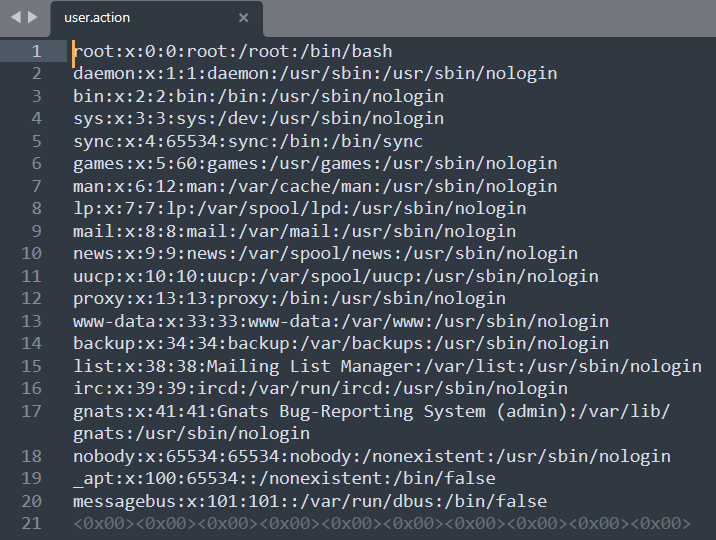 user.action
1 root:x:0:0:root:/root:/bin/bash
2 daemon:x:1:1:daemon:/usr/sbin:/usr/sbin/nologin
3 bin:x:2:2:bin:/bin:/usr/sbin/nologin
4 sys:x:3:3:sys:/dev:/usr/sbin/nologin
5 sync:x:4:65534:sync:/bin:/bin/sync
6 games:x:5:60:games:/usr/games:/usr/sbin/nologin
7 man:x:6:12:man:/var/cache/man:/usr/sbin/nologin
8 lp:x:7:7:lp:/var/spool/lpd:/usr/sbin/nologin
9 mail:x:8:8:mail:/var/mail:/usr/sbin/nologin
10 news:x:9:9:news:/var/spool/news:/usr/sbin/nologin
11 uucp:x:10:10:uucp:/var/spool/uucp:/usr/sbin/nologin
12 proxy:x:13:13:proxy:/bin:/usr/sbin/nologin
13 www-data:x:33:33:www-data:/var/www:/usr/sbin/nologin
14 backup:x:34:34:backup:/var/backups:/usr/sbin/nologin
15 list:x:38:38:Mailing List Manager:/var/list:/usr/sbin/nologin
16 irc:x:39:39:ircd:/var/run/ircd:/usr/sbin/nologin
17 gnats:x:41:41:Gnats Bug-Reporting System (admin):/var/lib/
gnats:/usr/sbin/nologin
18 nobody:x:65534:65534:nobody:/nonexistent:/usr/sbin/nologin
19 _apt:x:100:65534::/nonexistent:/bin/false
20 messagebus:x:101:101::/var/run/dbus:/bin/false
21 <0x00><0x00><0x00><0x00><0x00><0x00><0x00><0x00><0x00><0x00>